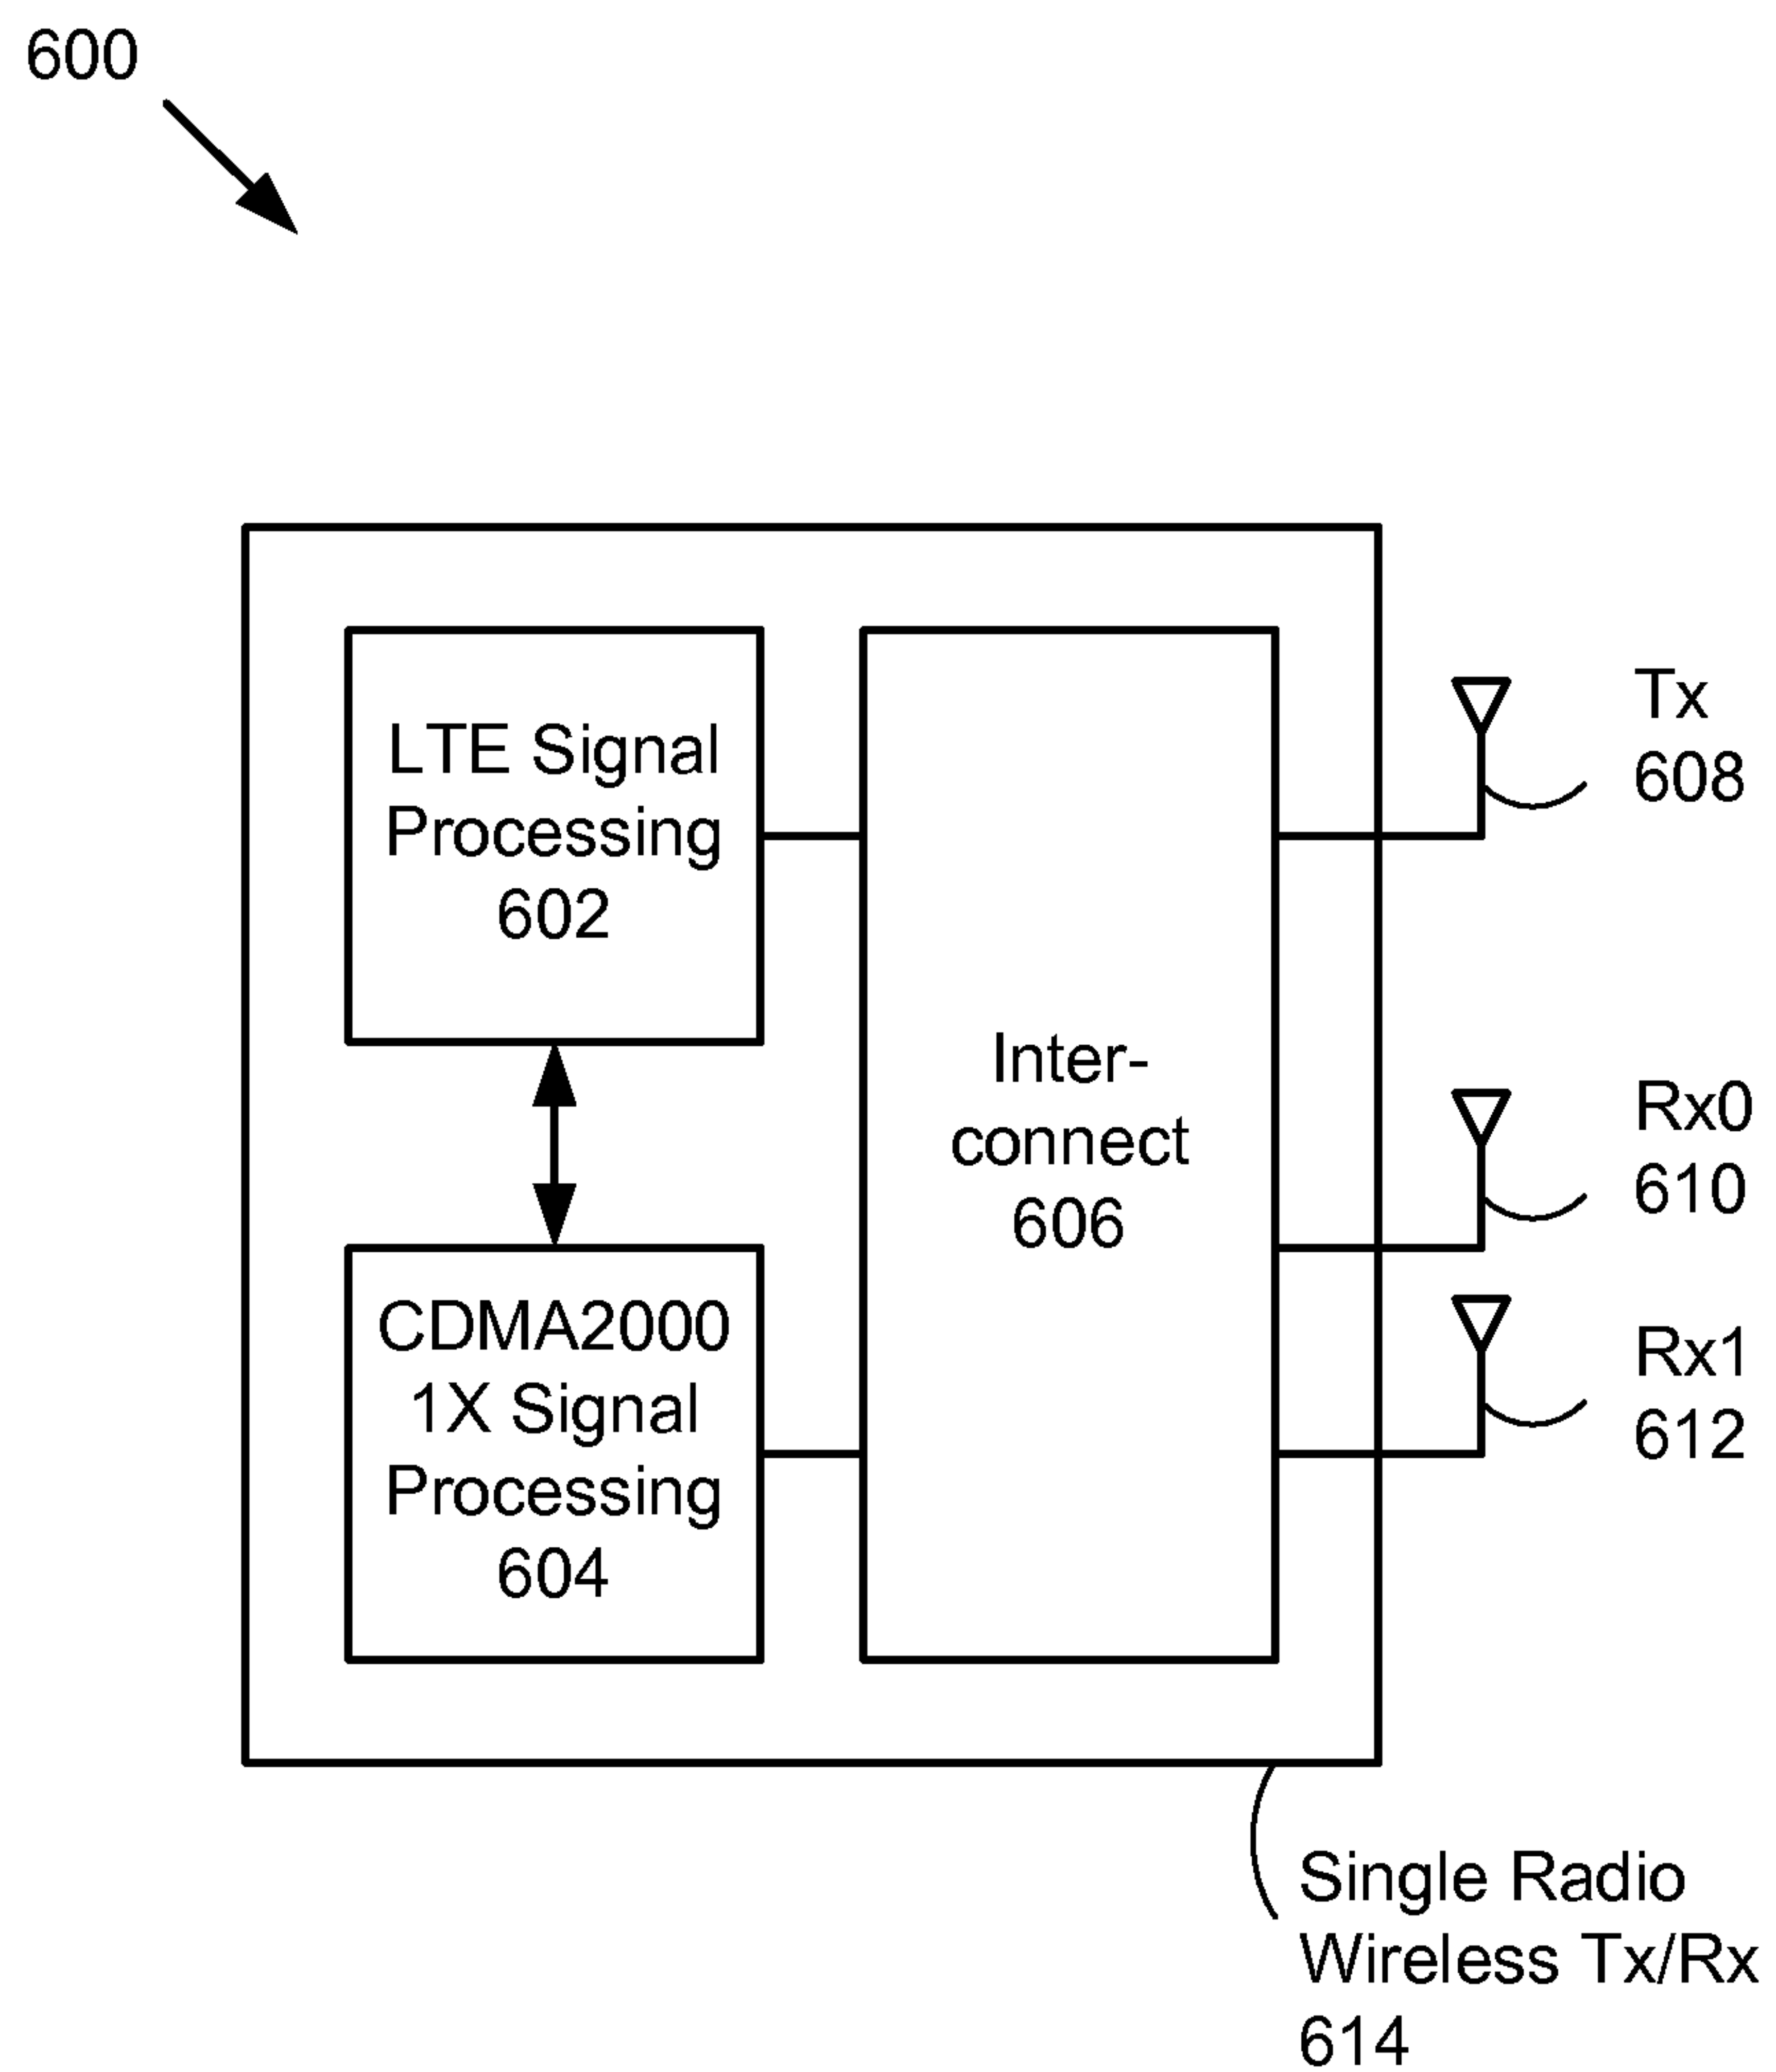 600
LTE Signal
Processing
602
CDMA2000
1X Signal
Processing
604
Inter-
connect
606
Tx
608
Rx0
610
Rx1
612
Single Radio
Wireless Tx/Rx
614